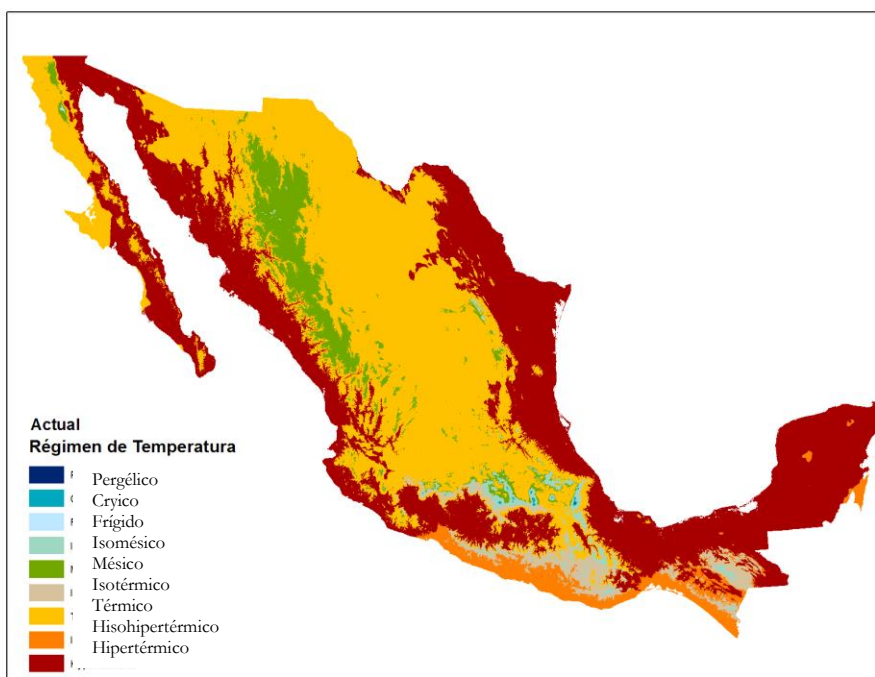 Actual
Régimen de Temperatura
Pergélico
Cryico
Frígido
Isomésico
Mésico
Isotérmico
Térmico
Hisohipertérmico
Hipertérmico